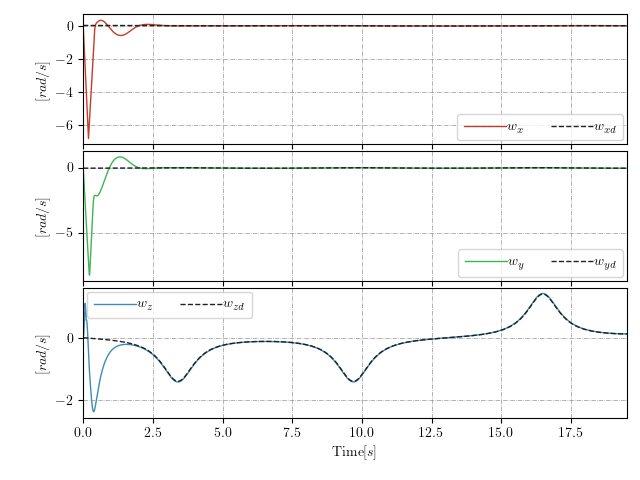 0
−2
−4
−6
[rad/s]
w_x w_xd
0
−5
[rad/s]
w_y w_yd
w_z w_zd
0
−2
[rad/s]
0.0 2.5 5.0 7.5 10.0 12.5 15.0 17.5
Time[s]